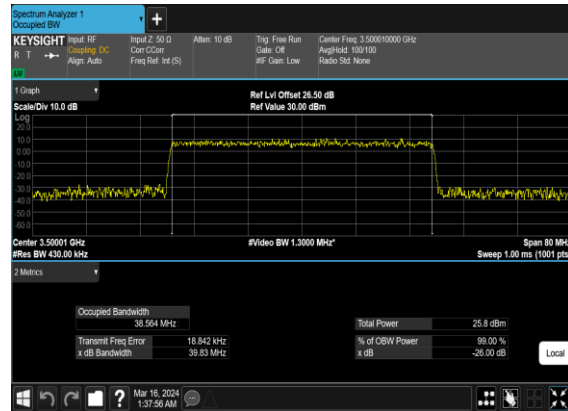 Spectrum Analyzer 1
Occupied BW
+
KEYSIGHT Input: RF Input Z: 50 Ω Atten: 10 dB Trig: Free Run Center Freq: 3.500010000 GHz
R T Coupling: DC Corr CCorr Gate: Off Avg|Hold: 100/100
Align: Auto Freq Ref: Int (S) #IF Gain: Low Radio Std: None
LXI
1 Graph
Ref Lvl Offset 26.50 dB
Scale/Div 10.0 dB Ref Value 30.00 dBm
Log
20.0
10.0
0.00
-10.0
-20.0
-30.0
-40.0
-50.0
-60.0
Center 3.50001 GHz #Video BW 1.3000 MHz* Span 80 MHz
#Res BW 430.00 kHz Sweep 1.00 ms (1001 pts
2 Metrics
Occupied Bandwidth
38.564 MHz Total Power 25.8 dBm
Transmit Freq Error 18.842 kHz % of OBW Power 99.00 %
x dB Bandwidth 39.83 MHz x dB -26.00 dB
Local
?
Mar 16, 2024
1:37:56 AM